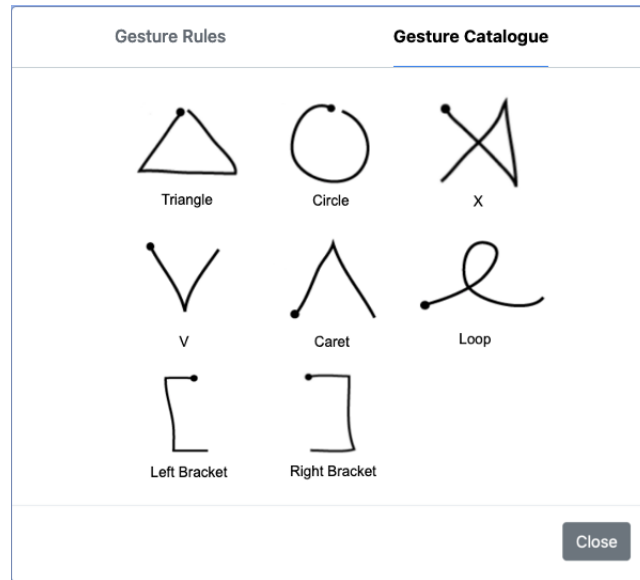 Gesture Rules
Gesture Catalogue
Triangle
Circle
X
V
Caret
Loop
Left Bracket
Right Bracket
Close